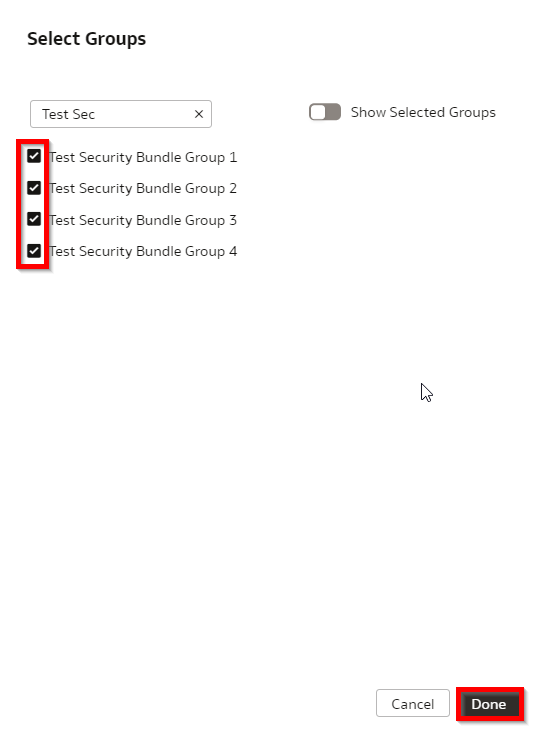 Select Groups
Test Sec
Show Selected Groups
Test Security Bundle Group 1
Test Security Bundle Group 2
Test Security Bundle Group 3
Test Security Bundle Group 4
Cancel
Done